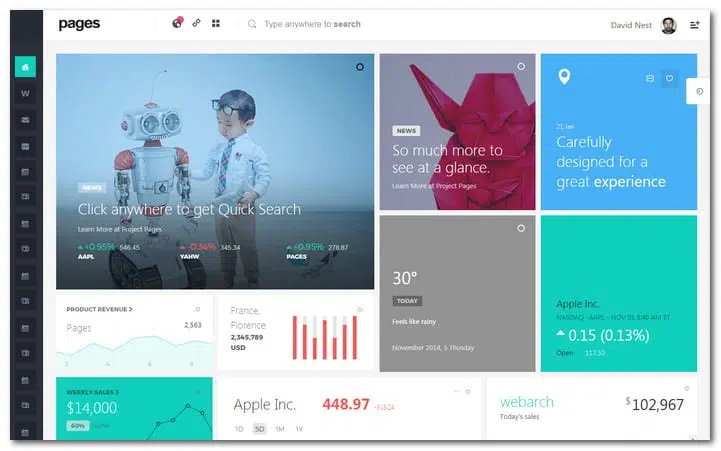 pages
Type anywhere to search
David Nest
W
NEWS
Click anywhere to get Quick Search
Learn More at Project Pages
+0.95% 546.45
AAPL
-0.34% 345.34
YAHW
+0.95% 278.87
PAGES
NEWS
So much more to
see at a glance.
Learn More at Project Pages
21 Jan
Carefully
designed for a
great experience
30°
TODAY
Feels like rainy
November 2014, 5 Thursday
Apple Inc.
NASDAQ : AAPL - NOV 01 8:40 AM ET
0.15 (0.13%)
Open 117.52
PRODUCT REVENUE >
Pages
2,563
2
4
6
8
France,
Florence
2,345,789
USD
WEEKLY SALES >
$14,000
60%
Apple Inc.
448.97
1D 5D 1M 1Y
webarch
Today's sales
$102,967